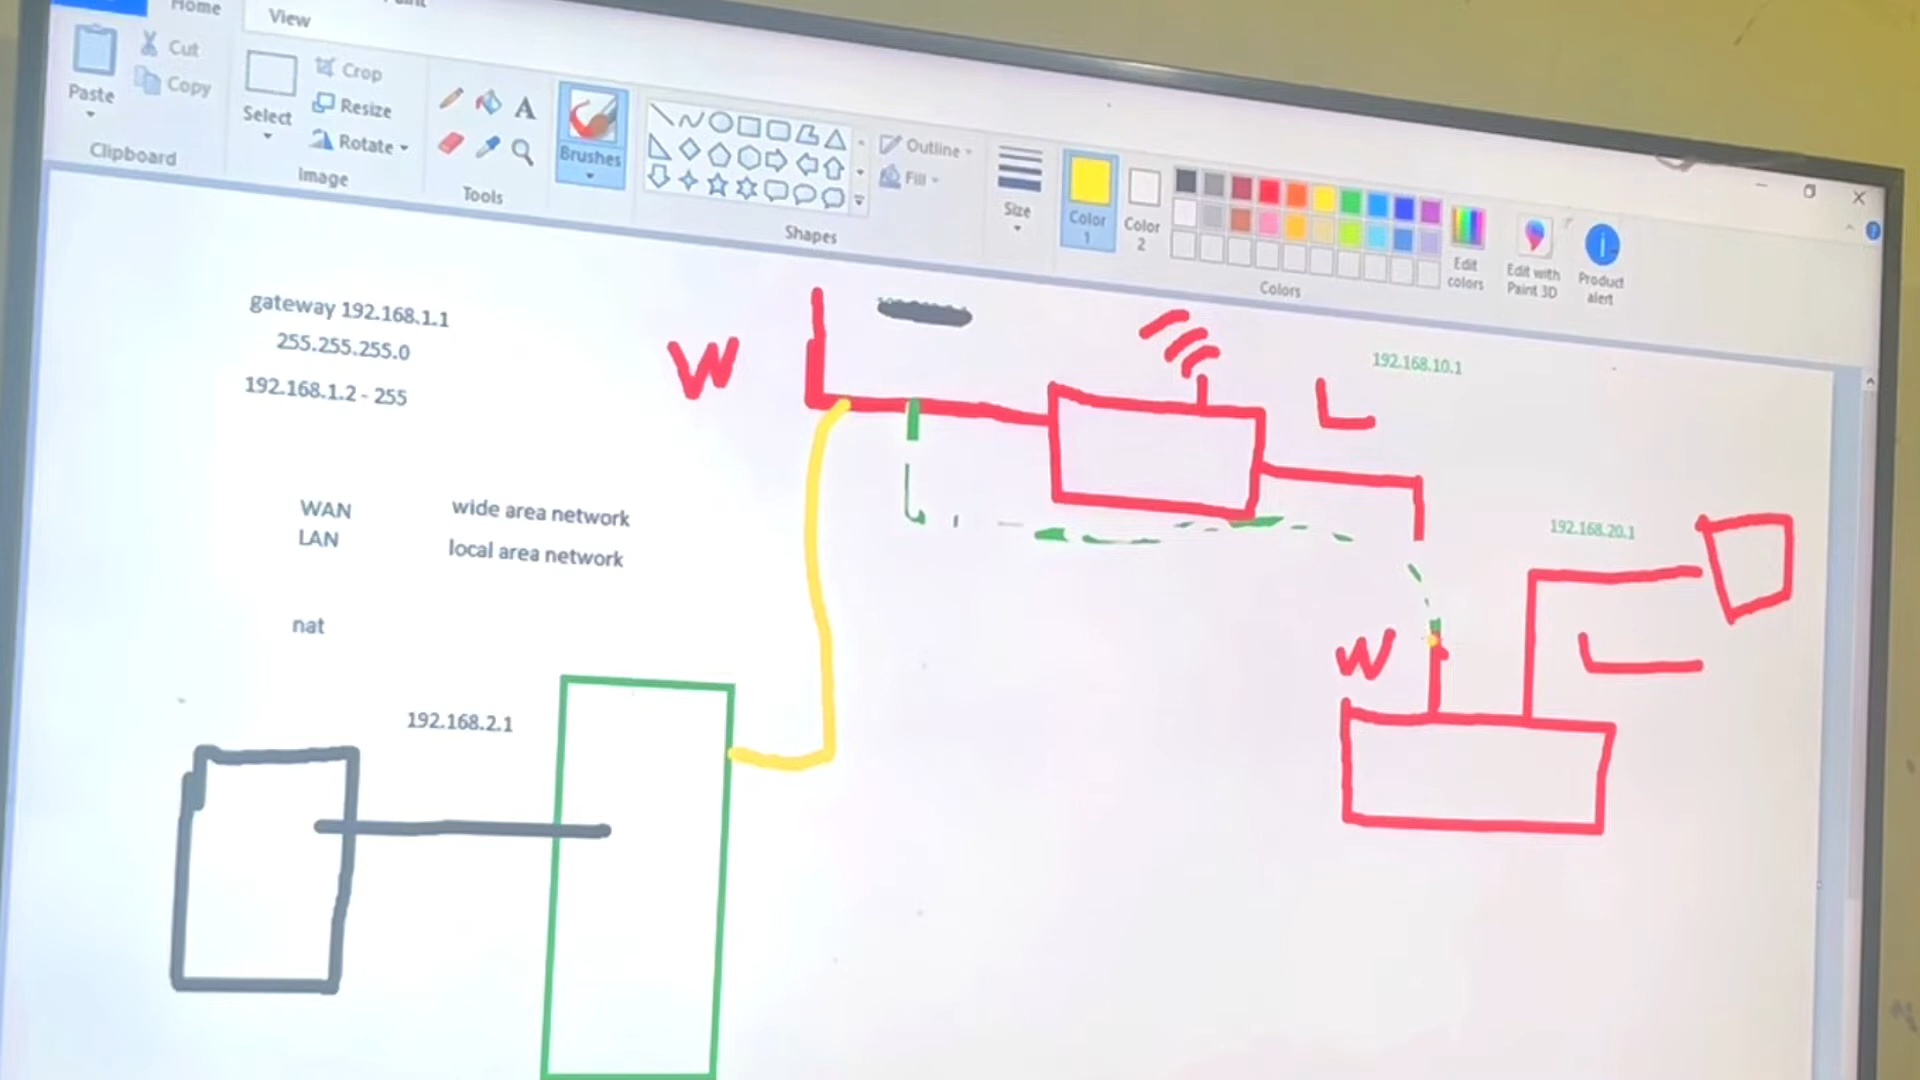 Home
View
Paste
Cut
Copy
Clipboard
Select
Crop
Resize
Rotate
Image
A
Tools
Brushes
Shapes
Outline
Fill
Size
Color 1
Color 2
Colors
Edit colors
Edit with Paint 3D
Product alert
gateway 192.168.1.1
255.255.255.0
192.168.1.2 - 255
WAN wide area network
LAN local area network
nat
192.168.2.1
W
L
192.168.10.1
192.168.20.1
W
L